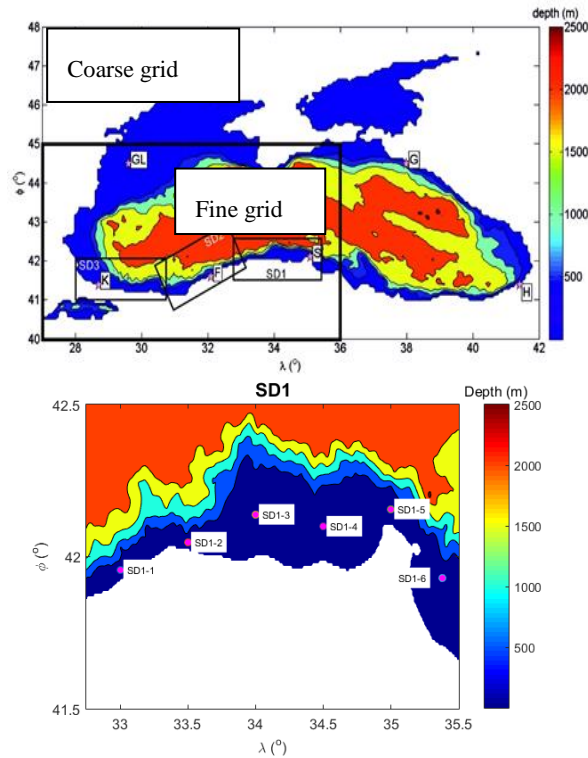 depth (m)
48
47
46
45
44
43
42
41
40
ϕ (°)
Coarse grid
Fine grid
GL
G
SD2
SD3
K
F
S
SD1
H
28
30
32
34
36
38
40
42
λ (°)
2500
2000
1500
1000
500
SD1
Depth (m)
42.5
42
41.5
ϕ (°)
SD1-1
SD1-2
SD1-3
SD1-4
SD1-5
SD1-6
33
33.5
34
34.5
35
35.5
λ (°)
2500
2000
1500
1000
500